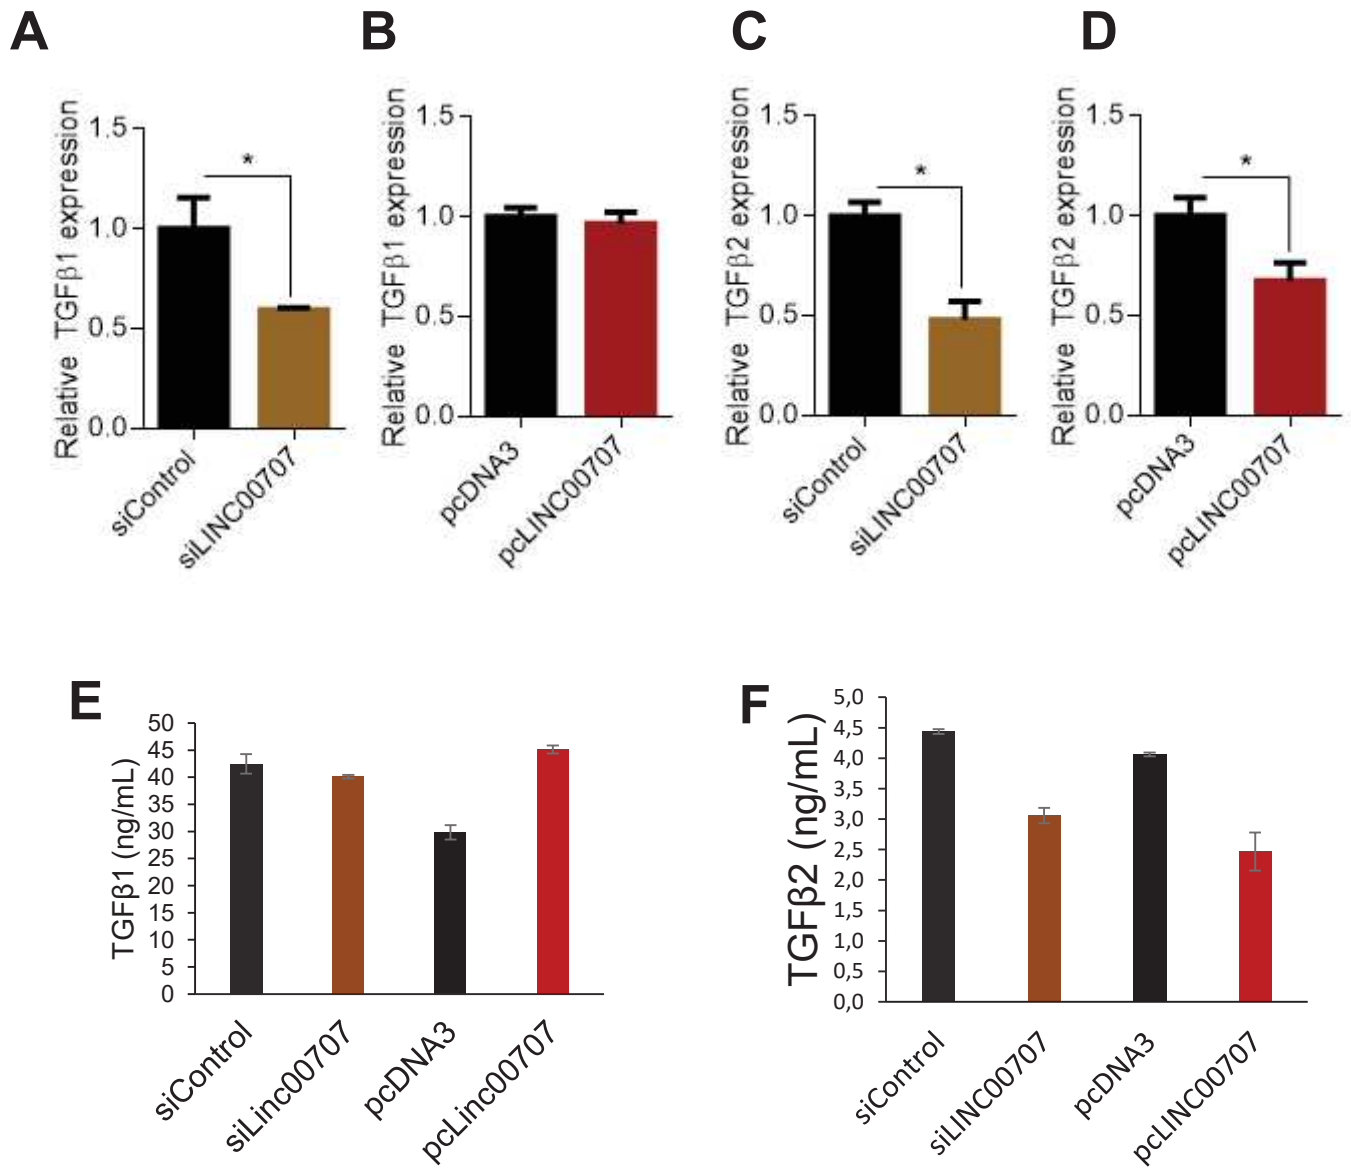 A
Relative TGFβ1 expression
1.5
1.0
0.5
0.0
*
siControl
siLINC00707
B
Relative TGFβ1 expression
1.5
1.0
0.5
0.0
pcDNA3
pcLINC00707
C
Relative TGFβ2 expression
1.5
1.0
0.5
0.0
*
siControl
siLINC00707
D
Relative TGFβ2 expression
1.5
1.0
0.5
0.0
*
pcDNA3
pcLINC00707
E
TGFβ1 (ng/mL)
50
45
40
35
30
25
20
15
10
5
0
siControl
siLinc00707
pcDNA3
pcLinc00707
F
TGFβ2 (ng/mL)
5,0
4,5
4,0
3,5
3,0
2,5
2,0
1,5
1,0
0,5
0,0
siControl
siLINC00707
pcDNA3
pcLINC00707